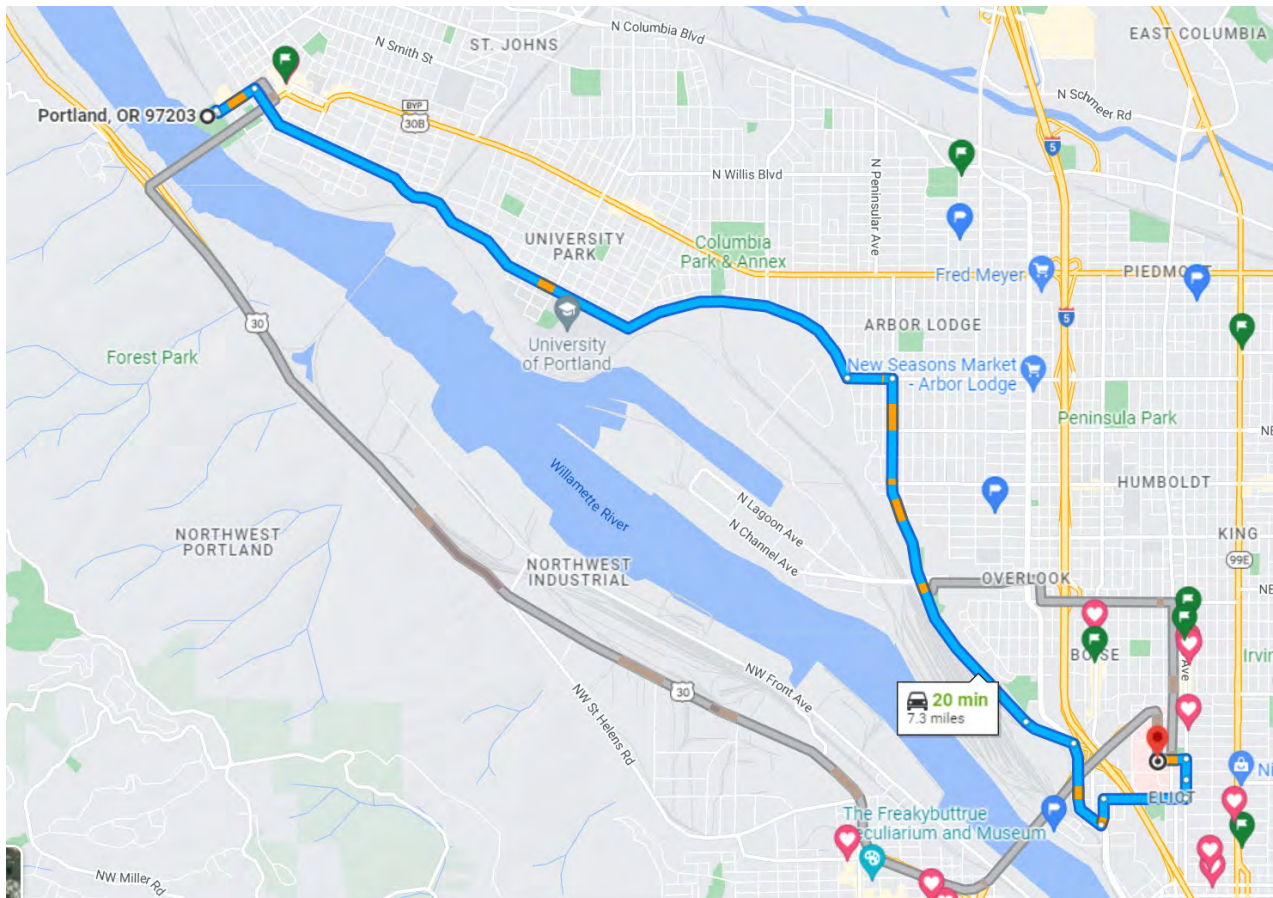 N Columbia Blvd
EAST COLUMBIA
N Smith St
ST. JOHNS
N Schmeer Rd
BYP
30B
Portland, OR 97203
5
N Willis Blvd
N Peninsular Ave
UNIVERSITY
PARK
Columbia
Park & Annex
Fred Meyer
PIEDMO
30
5
ARBOR LODGE
Forest Park
University
of Portland
New Seasons Market
- Arbor Lodge
Peninsula Park
NE
HUMBOLDT
Willamette River
N Lagoon Ave
N Channel Ave
NORTHWEST
PORTLAND
KING
99E
NORTHWEST
INDUSTRIAL
OVERLOOK
NE
BOISE
Ave
Irvin
30
NW Front Ave
20 min
7.3 miles
NW St Helens Rd
Ni
ELIOT
The Freakybuttrue
Peculiarium and Museum
NW Miller Rd